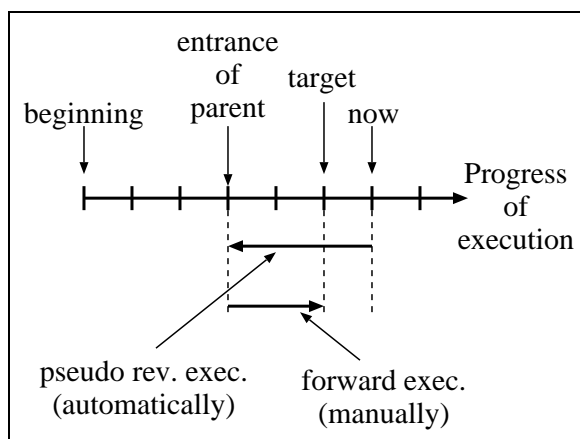 entrance
of
parent
target
beginning
now
Progress
of
execution
pseudo rev. exec.
(automatically)
forward exec.
(manually)